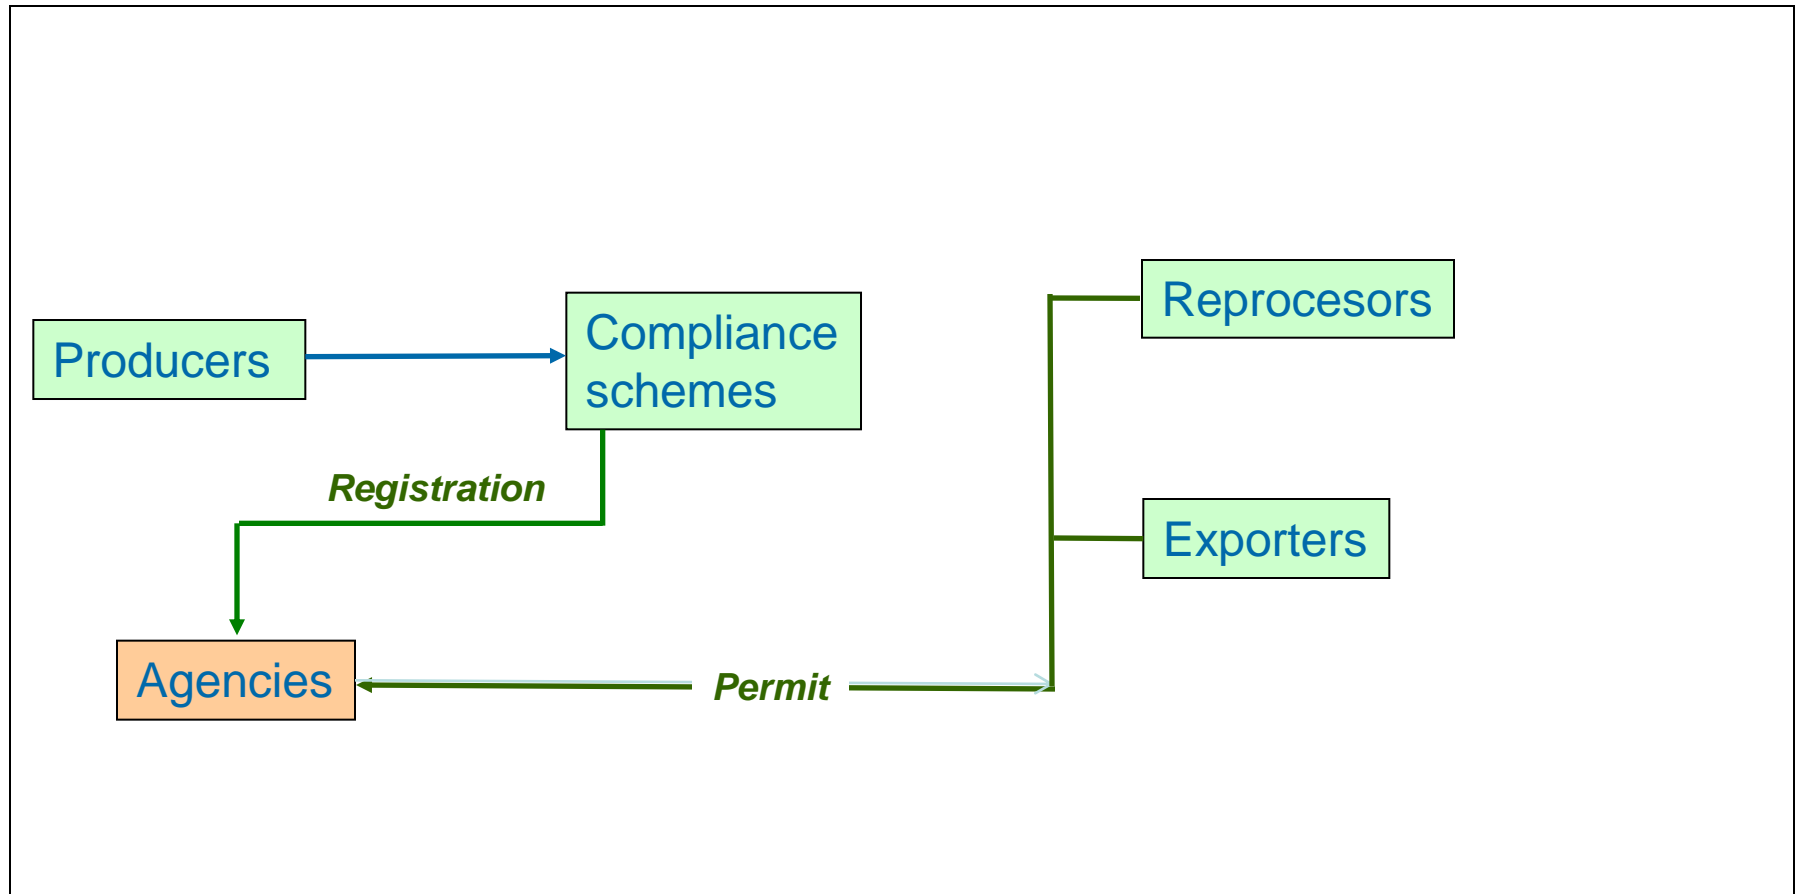 Reprocesors
Producers
Compliance
schemes
Registration
Exporters
Agencies
Permit